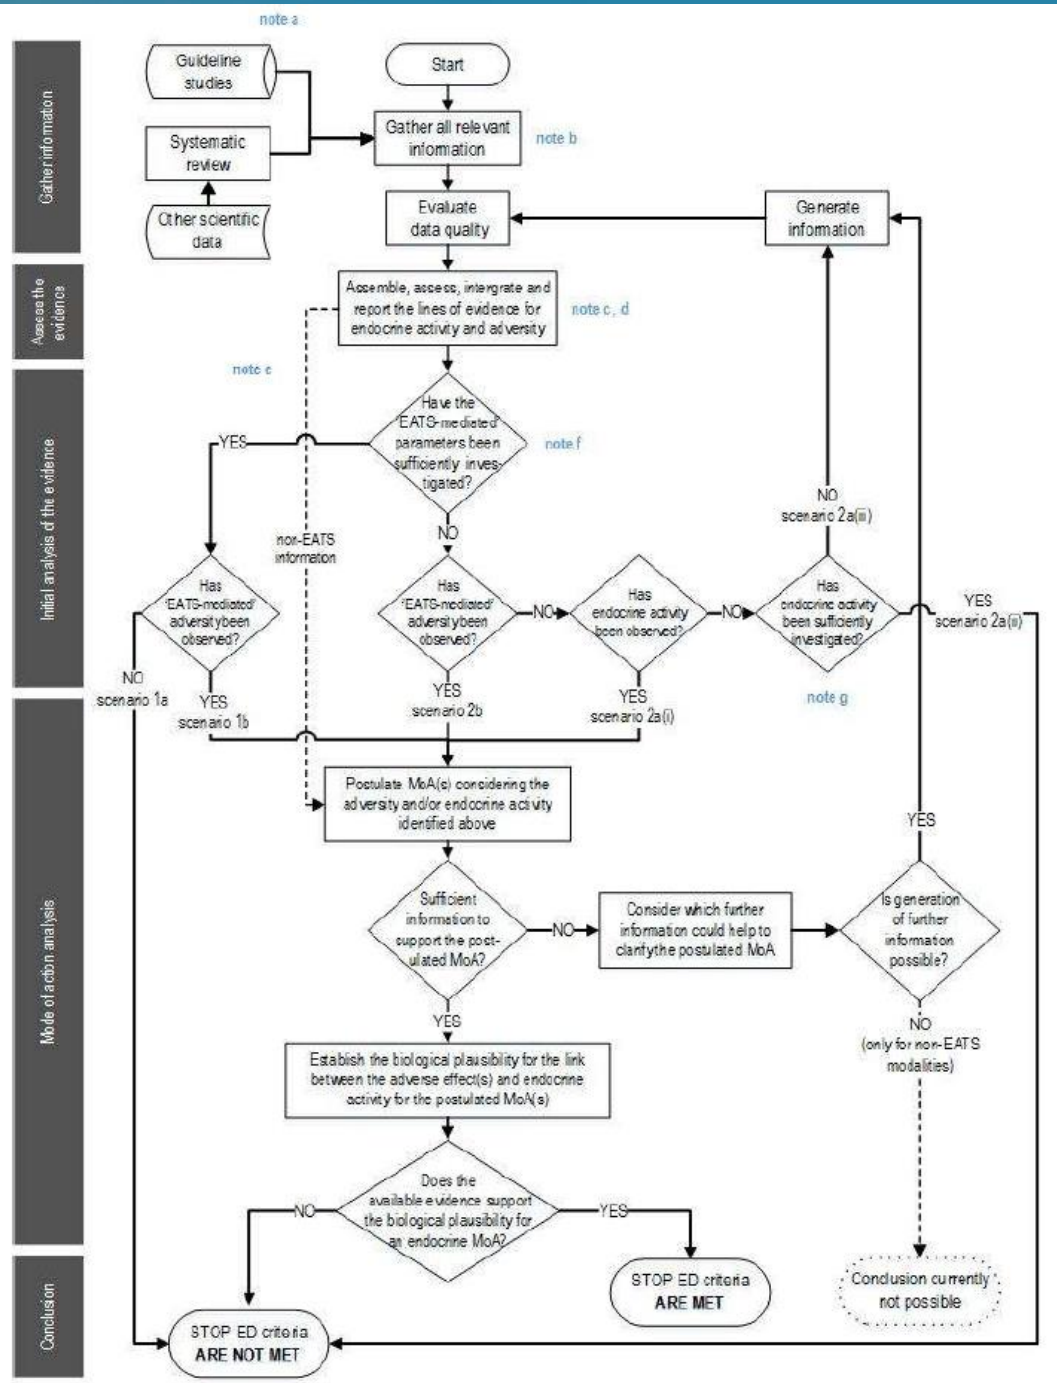 note a
Gather information
Guideline
studies
Start
Systematic
review
Gather all relevant
information
note b
Other scientific
data
Evaluate
data quality
Generate
information
Assess the
evidence
Assemble, assess, intergrate and
report the lines of evidence for
endocrine activity and adversity
note c, d
note e
Initial analysis of the evidence
Have the
'EATS-mediated'
parameters been
sufficiently inves-
tigated?
note f
YES
NO
non-EATS
information
NO
scenario 2a(iii)
Has
'EATS-mediated'
adversity been
observed?
Has
'EATS-mediated'
adversity been
observed?
NO
Has
endocrine activity
been observed?
NO
Has
endocrine activity
been sufficiently
investigated?
YES
scenario 2a(ii)
NO
scenario 1a
YES
scenario 1b
YES
scenario 2b
YES
scenario 2a(i)
note g
Mode of action analysis
Postulate MoA(s) considering the
adversity and/or endocrine activity
identified above
YES
Sufficient
information to
support the post-
ulated MoA?
NO
Consider which further
information could help to
clarify the postulated MoA
Is generation
of further
information
possible?
YES
NO
(only for non-EATS
modalities)
Establish the biological plausibility for the link
between the adverse effect(s) and endocrine
activity for the postulated MoA(s)
Does the
available evidence support
the biological plausibility for
an endocrine MoA?
NO
YES
Conclusion
STOP ED criteria
ARE MET
Conclusion currently
not possible
STOP ED criteria
ARE NOT MET